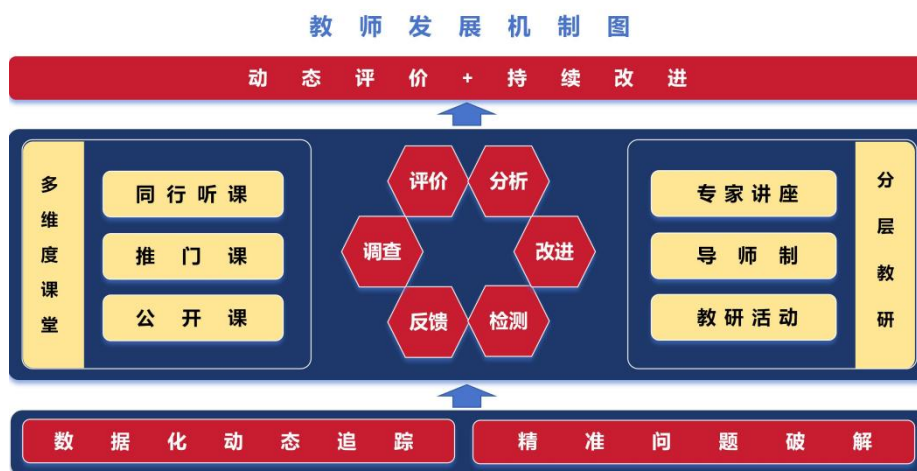 教师发展机制图
动态评价+持续改进
多维度课堂
同行听课
推门课
公开课
评价
分析
调查
改进
反馈
检测
专家讲座
导师制
教研活动
分层教研
数据化动态追踪
精准问题破解